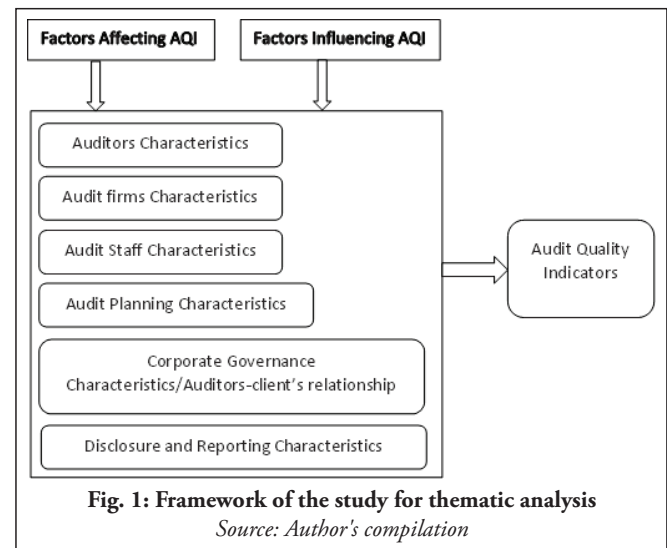 Factors Affecting AQI
Factors Influencing AQI
Auditors Characteristics
Audit firms Characteristics
Audit Staff Characteristics
Audit Planning Characteristics
Corporate Governance
Characteristics/Auditors-client's relationship
Disclosure and Reporting Characteristics
Audit Quality
Indicators
Fig. 1: Framework of the study for thematic analysis
Source: Author's compilation